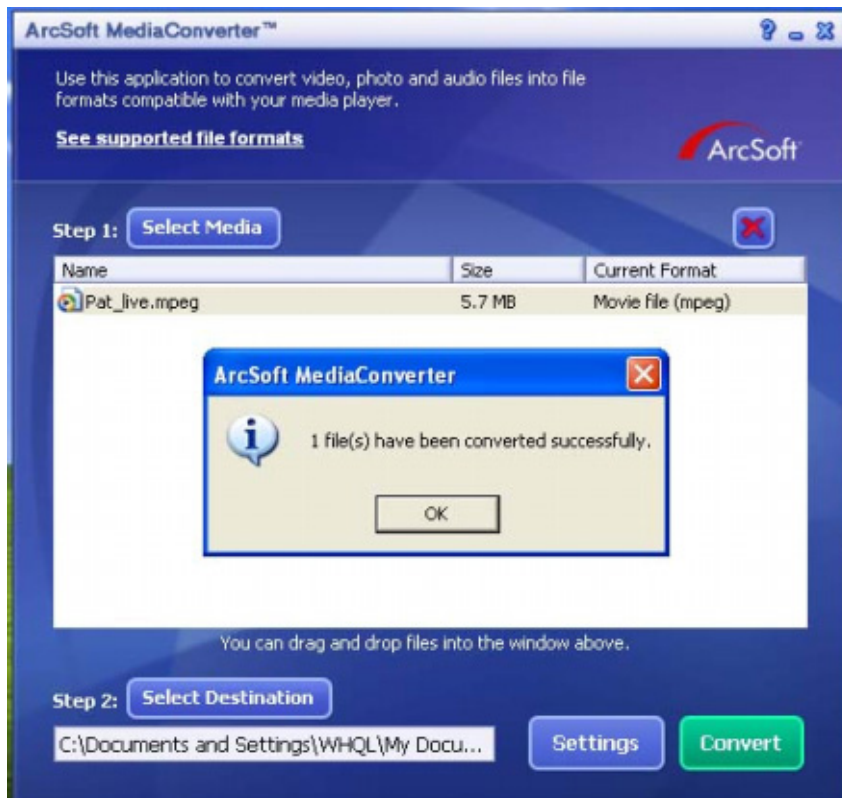 ArcSoft MediaConverter™
Use this application to convert video, photo and audio files into file
formats compatible with your media player.
See supported file formats
ArcSoft
Step 1: Select Media
Name Size Current Format
Pat_live.mpeg 5.7 MB Movie file (mpeg)
ArcSoft MediaConverter
1 file(s) have been converted successfully.
OK
You can drag and drop files into the window above.
Step 2: Select Destination
C:\Documents and Settings\WHQL\My Docu... Settings Convert